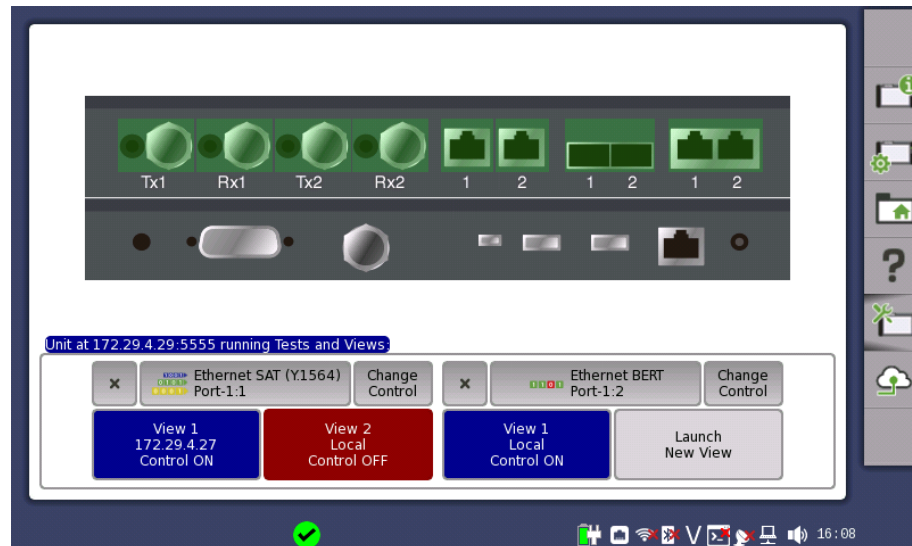 Tx1 Rx1 Tx2 Rx2 1 2 1 2 1 2
Unit at 172.29.4.29:5555 running Tests and Views:
× Ethernet SAT (Y.1564)
Port-1:1
Change
Control
× Ethernet BERT
Port-1:2
Change
Control
View 1
172.29.4.27
Control ON
View 2
Local
Control OFF
View 1
Local
Control ON
Launch
New View
?
16:08